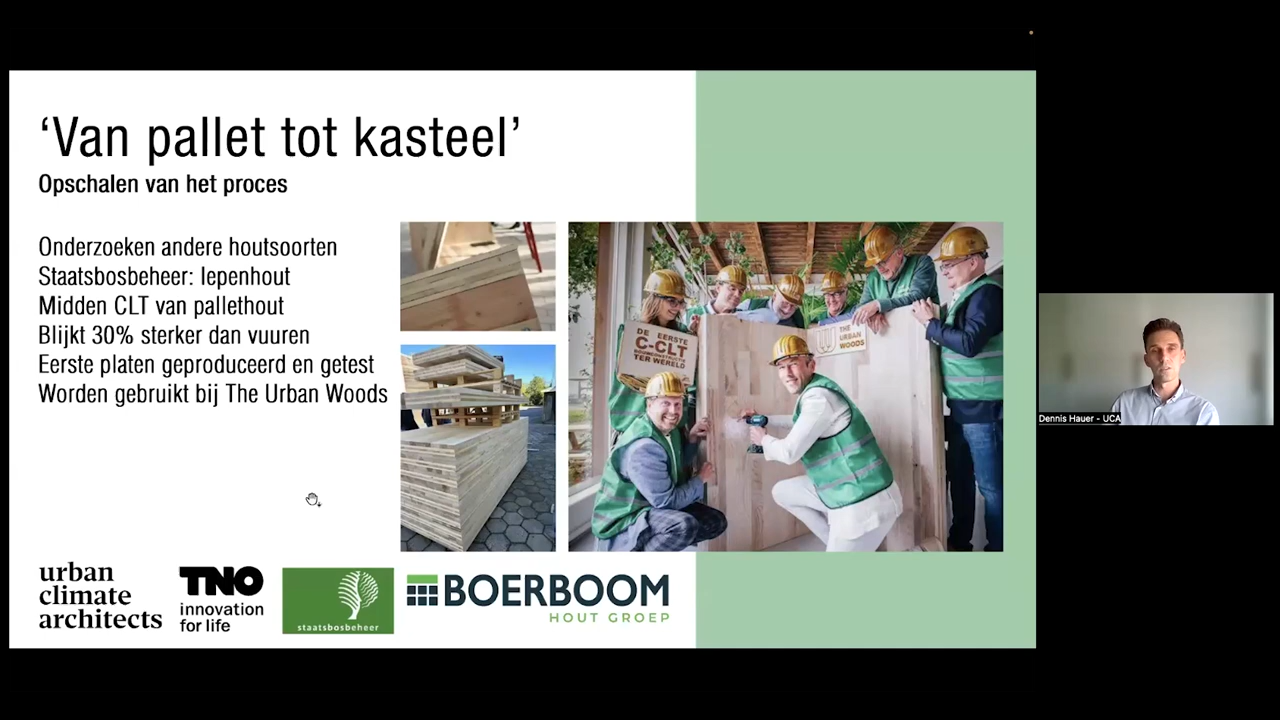 ‘Van pallet tot kasteel’
Opschalen van het proces
Onderzoeken andere houtsoorten
Staatsbosbeheer: Iepenhout
Midden CLT van pallethout
Blijkt 30% sterker dan vuuren
Eerste platen geproduceerd en getest
Worden gebruikt bij The Urban Woods
DE EERSTE
C-CLT
BOUWCONSTRUCTIE
TER WERELD
THE
URBAN
WOODS
Dennis Hauer - UCA
urban
climate
architects
TNO
innovation
for life
staatsbosbeheer
BOERBOOM
HOUT GROEP